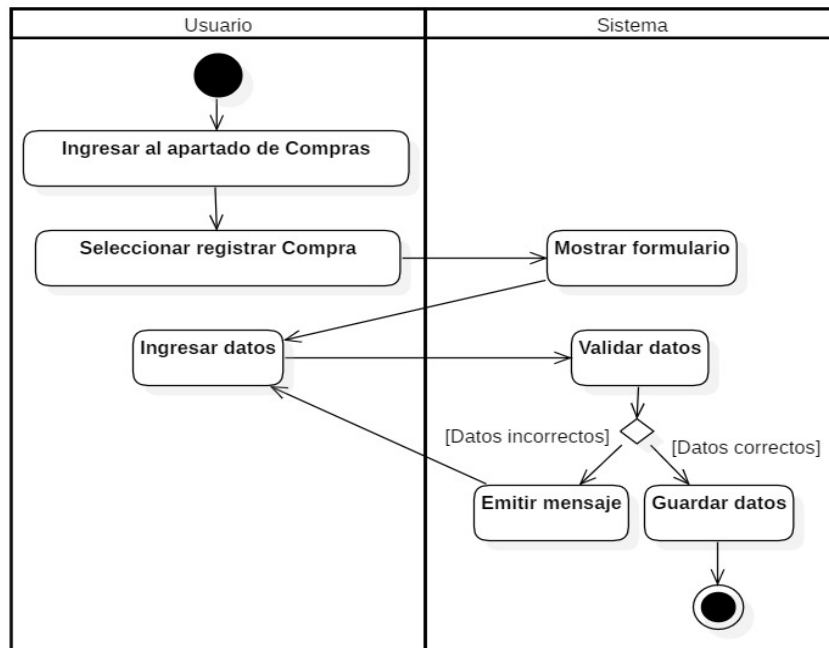 Usuario
Sistema
Ingresar al apartado de Compras
Seleccionar registrar Compra
Mostrar formulario
Ingresar datos
Validar datos
[Datos incorrectos]
[Datos correctos]
Emitir mensaje
Guardar datos